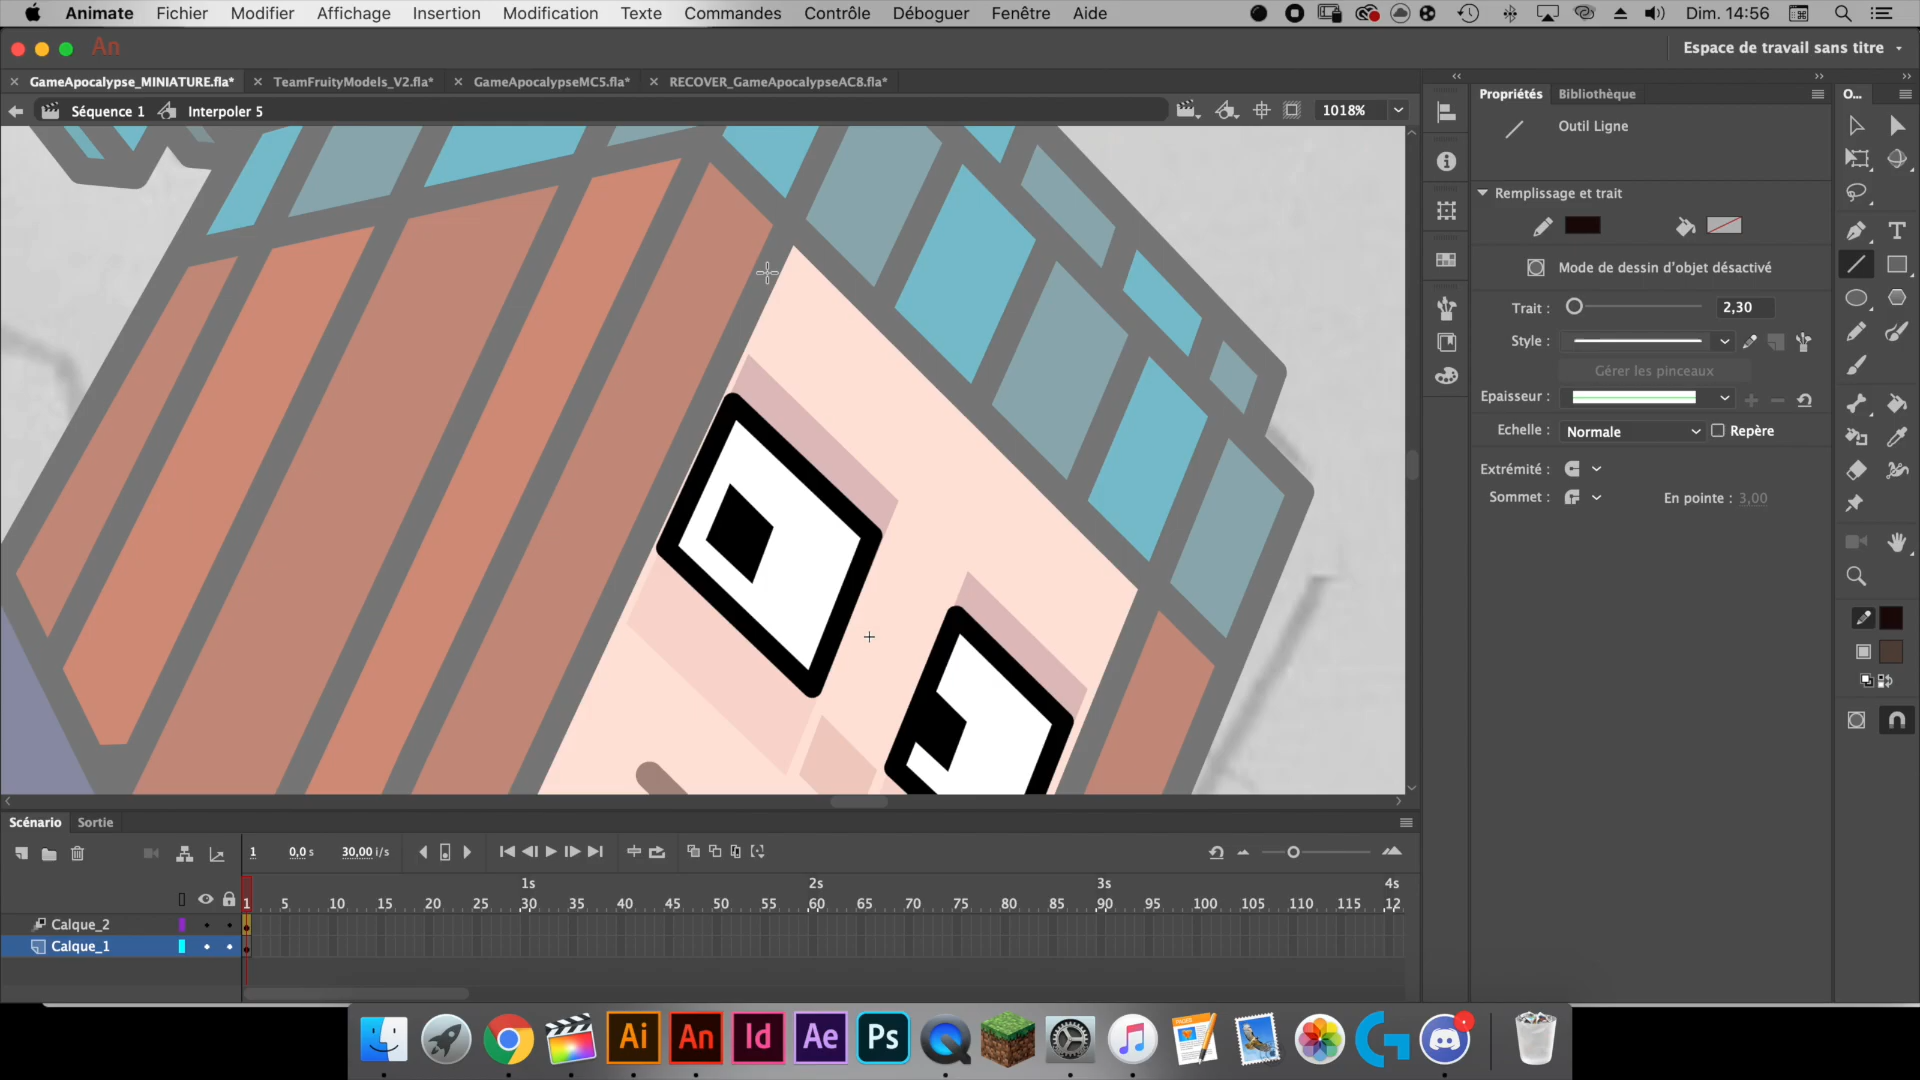 Animate Fichier Modifier Affichage Insertion Modification Texte Commandes Contrôle Déboguer Fenêtre Aide Dim. 14:56
An Espace de travail sans titre
GameApocalypse_MINIATURE.fla* TeamFruityModels_V2.fla* GameApocalypseMC5.fla* RECOVER_GameApocalypseAC8.fla*
Séquence 1 Interpoler 5 1018%
Propriétés Bibliothèque O...
Outil Ligne
Remplissage et trait
Mode de dessin d'objet désactivé
Trait : 2,30
Style :
Gérer les pinceaux
Epaisseur :
Echelle : Normale Repère
Extrémité :
Sommet : En pointe : 3,00
Scénario Sortie
1 0,0 s 30,00 i/s
1s 2s 3s 4s
1 5 10 15 20 25 30 35 40 45 50 55 60 65 70 75 80 85 90 95 100 105 110 115 12
Calque_2
Calque_1
Ai An Id Ae Ps